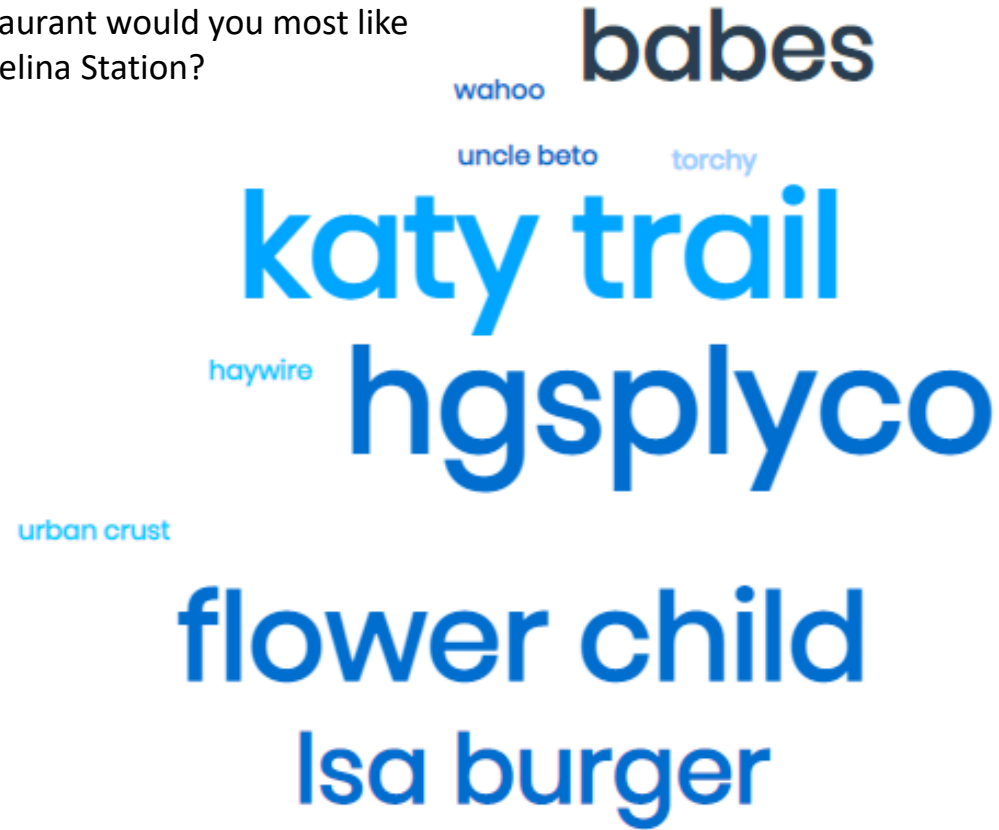 aurant would you most like
elina Station?
babes
wahoo
uncle beto
torchy
katy trail
haywire
hgsplyco
urban crust
flower child
lsa burger